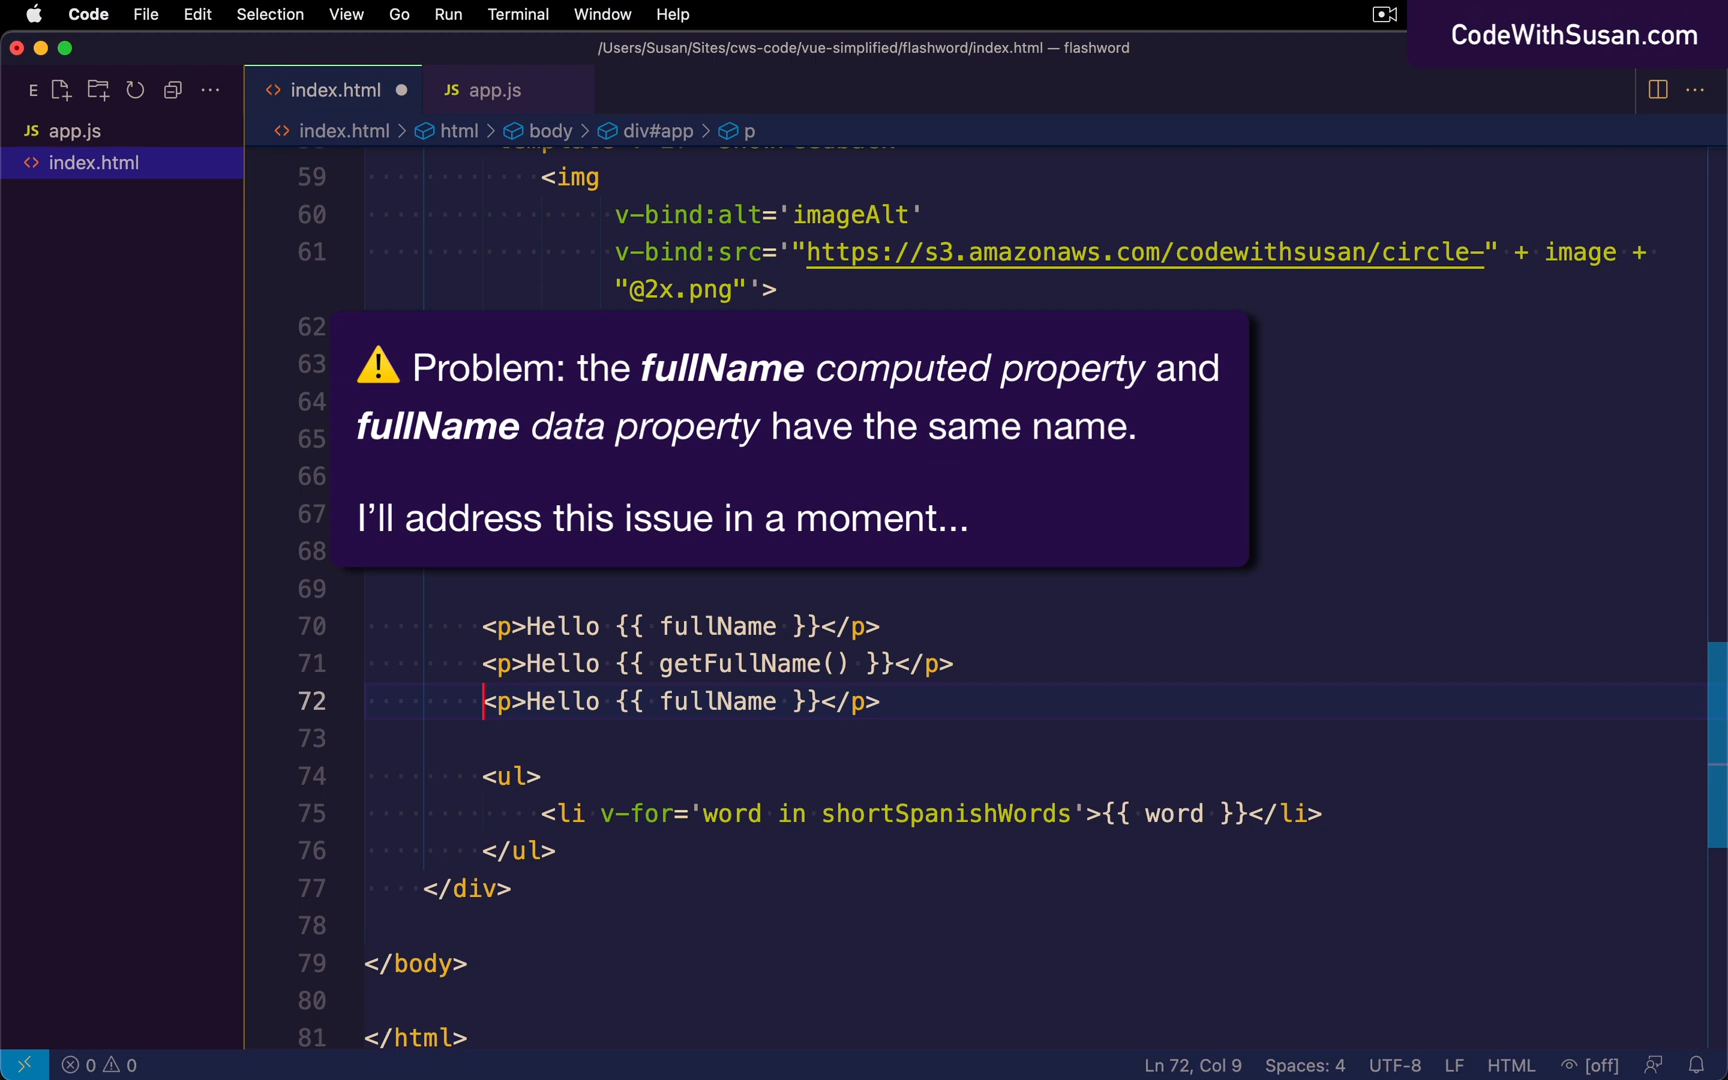 Code File Edit Selection View Go Run Terminal Window Help
CodeWithSusan.com
/Users/Susan/Sites/cws-code/vue-simplified/flashword/index.html — flashword
E
index.html
JS app.js
JS app.js
index.html
index.html > html > body > div#app > p
59 <img
60 v-bind:alt='imageAlt'
61 v-bind:src='"https://s3.amazonaws.com/codewithsusan/circle-" + image +
"@2x.png"'>
62
63
64
65
66
67
68
⚠️ Problem: the fullName computed property and
fullName data property have the same name.
I’ll address this issue in a moment...
69
70 <p>Hello {{ fullName }}</p>
71 <p>Hello {{ getFullName() }}</p>
72 <p>Hello {{ fullName }}</p>
73
74 <ul>
75 <li v-for='word in shortSpanishWords'>{{ word }}</li>
76 </ul>
77 </div>
78
79 </body>
80
81 </html>
0 0
Ln 72, Col 9 Spaces: 4 UTF-8 LF HTML [off]